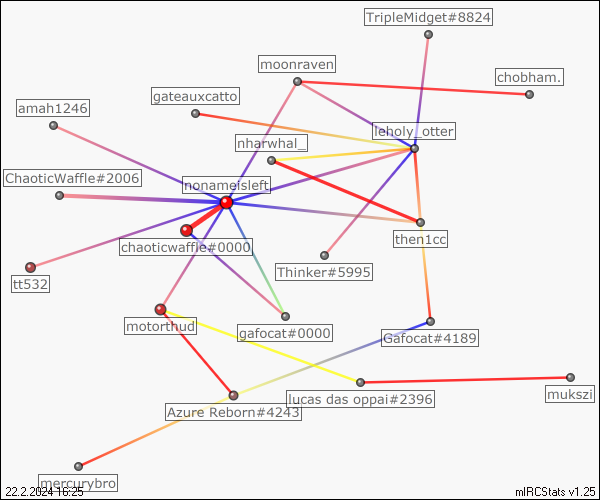 TripleMidget#8824
moonraven
chobham.
gateauxcatto
amah1246
leholy_otter
nharwhal_
ChaoticWaffle#2006
nonameisleft
then1cc
chaoticwaffle#0000
Thinker#5995
tt532
motorthud
gafocat#0000
Gafocat#4189
mukszi
lucas das oppai#2396
Azure Reborn#4243
mercurybro
22.2.2024 16:25
mIRCStats v1.25